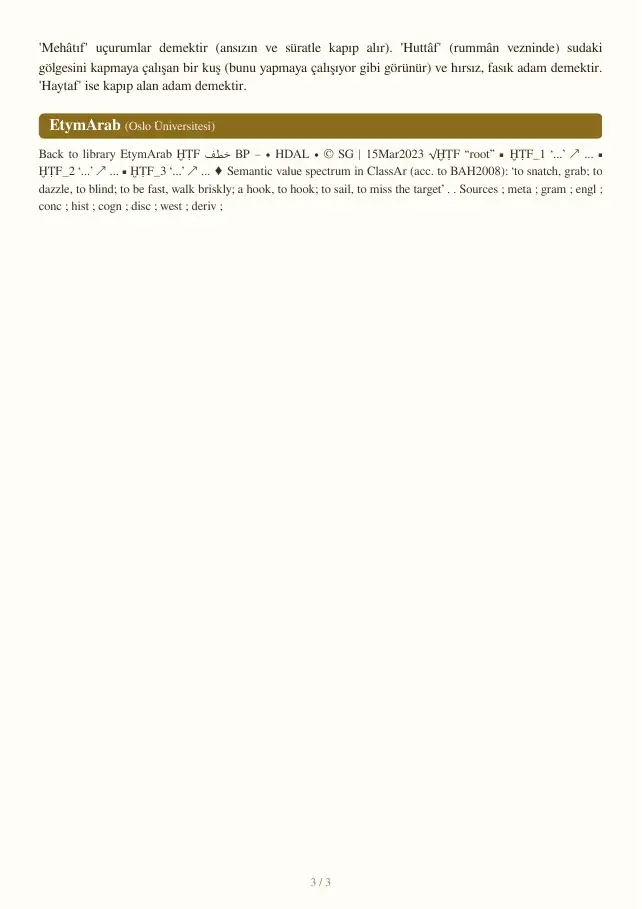 'Mehâtıf' uçurumlar demektir (ansızın ve süratle kapıp alır). 'Huttâf' (rummân vezninde) sudaki
gölgesini kapmaya çalışan bir kuş (bunu yapmaya çalışıyor gibi görünür) ve hırsız, fasık adam demektir.
'Haytaf' ise kapıp alan adam demektir.
EtymArab (Oslo Üniversitesi)
Back to library EtymArab ḪṬF خطف BP – • HDAL • © SG | 15Mar2023 √ḪṬF “root” ▪ ḪṬF_1 ‘...’ ↗ ... ▪
ḪṬF_2 ‘...’ ↗ ... ▪ ḪṬF_3 ‘...’ ↗ ... ♦ Semantic value spectrum in ClassAr (acc. to BAH2008): ‘to snatch, grab; to
dazzle, to blind; to be fast, walk briskly; a hook, to hook; to sail, to miss the target’ . . Sources ; meta ; gram ; engl ;
conc ; hist ; cogn ; disc ; west ; deriv ;
3 / 3